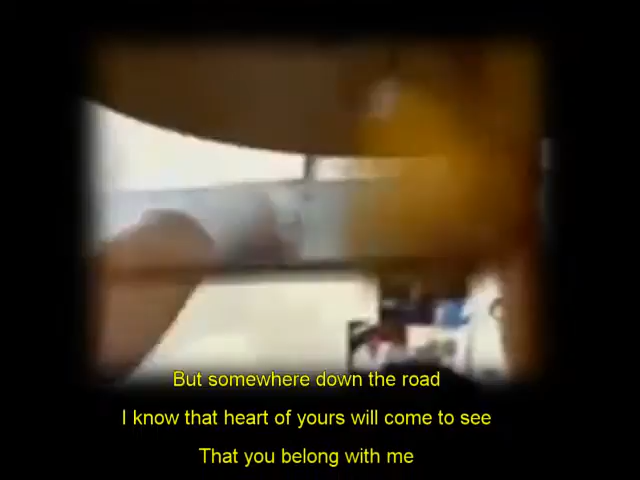 But somewhere down the road
I know that heart of yours will come to see
That you belong with me